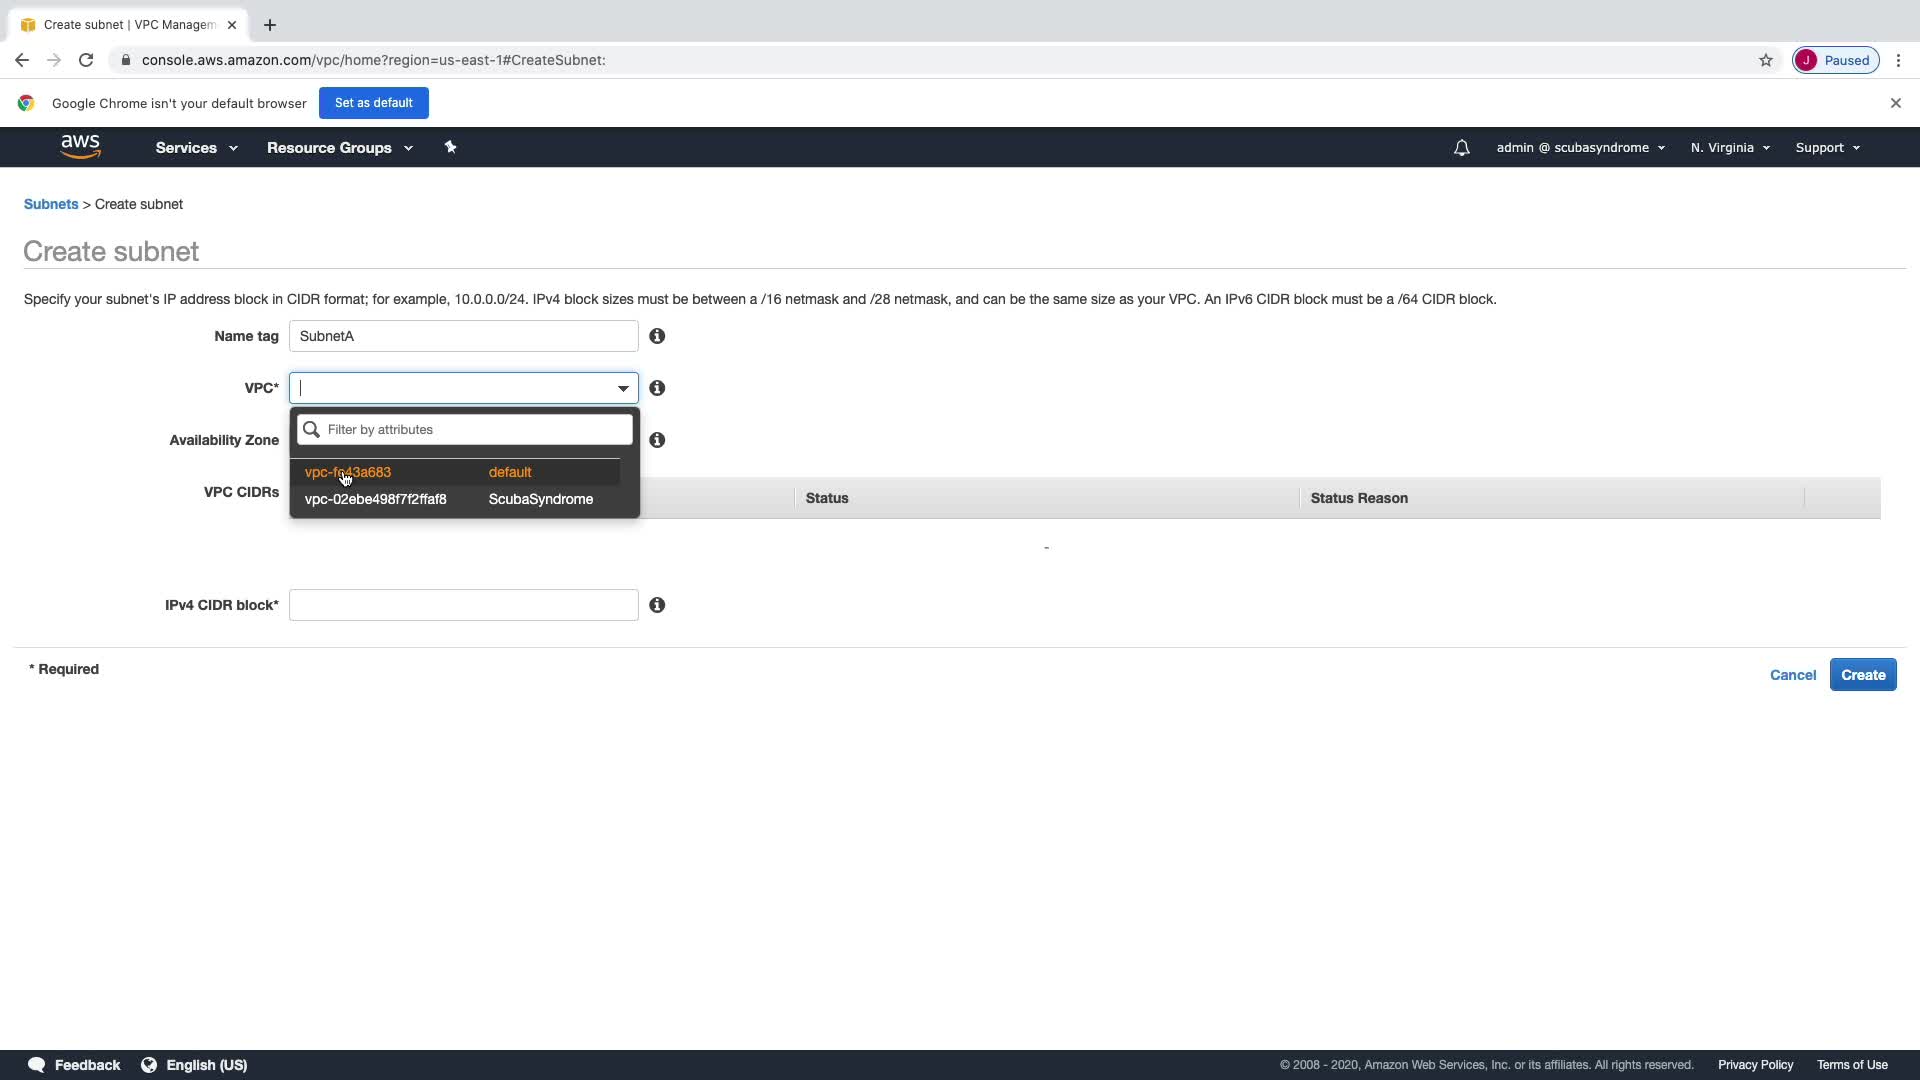 Create subnet | VPC Managem
console.aws.amazon.com/vpc/home?region=us-east-1#CreateSubnet:
J Paused
Google Chrome isn't your default browser Set as default
aws Services Resource Groups admin @ scubasyndrome N. Virginia Support
Subnets > Create subnet
Create subnet
Specify your subnet's IP address block in CIDR format; for example, 10.0.0.0/24. IPv4 block sizes must be between a /16 netmask and /28 netmask, and can be the same size as your VPC. An IPv6 CIDR block must be a /64 CIDR block.
Name tag SubnetA
VPC*
Filter by attributes
Availability Zone
vpc-fc43a683 default
VPC CIDRs
vpc-02ebe498f7f2ffaf8 ScubaSyndrome
Status Status Reason
-
IPv4 CIDR block*
* Required
Cancel Create
Feedback English (US) © 2008 - 2020, Amazon Web Services, Inc. or its affiliates. All rights reserved. Privacy Policy Terms of Use